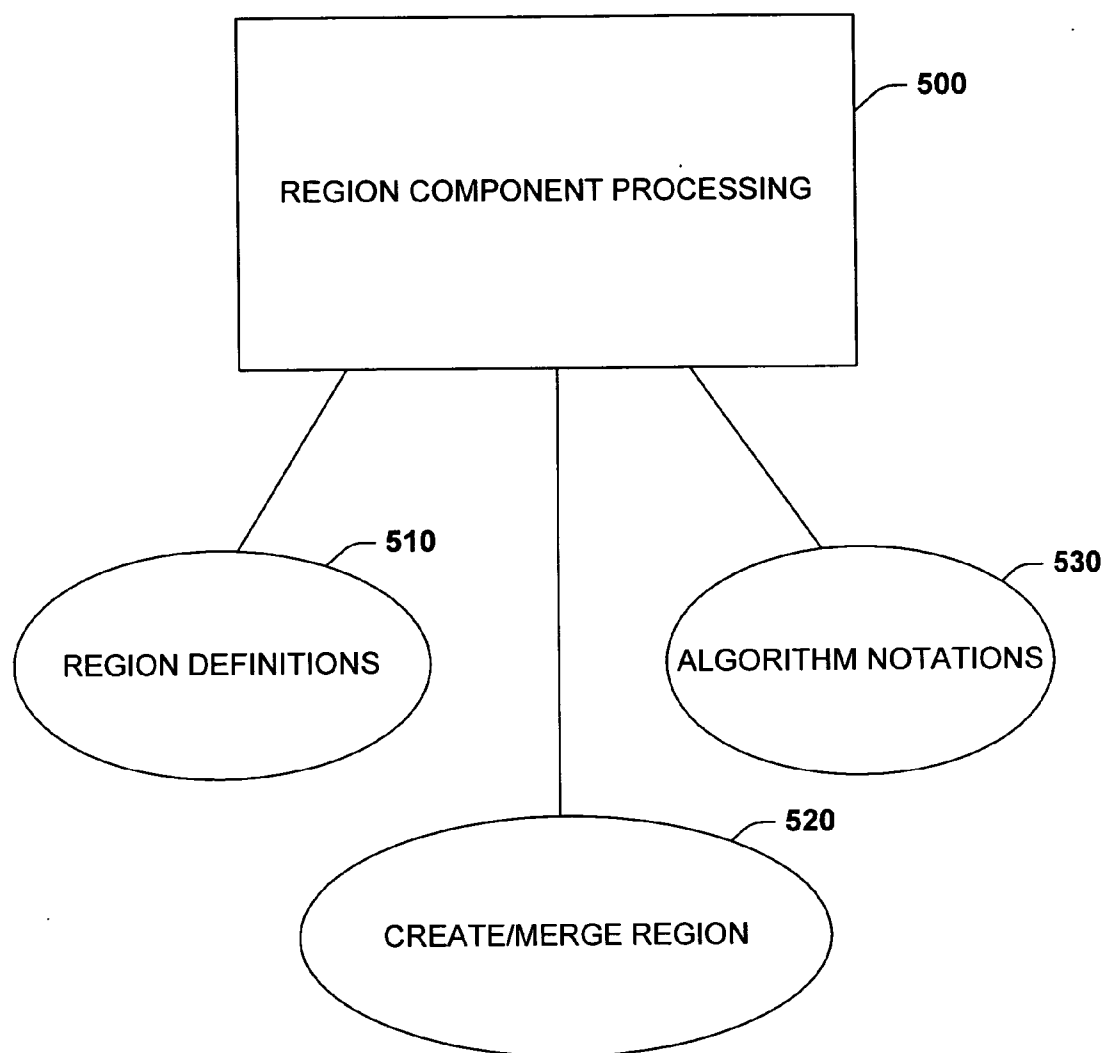 500
REGION COMPONENT PROCESSING
510
530
REGION DEFINITIONS
ALGORITHM NOTATIONS
520
CREATE/MERGE REGION